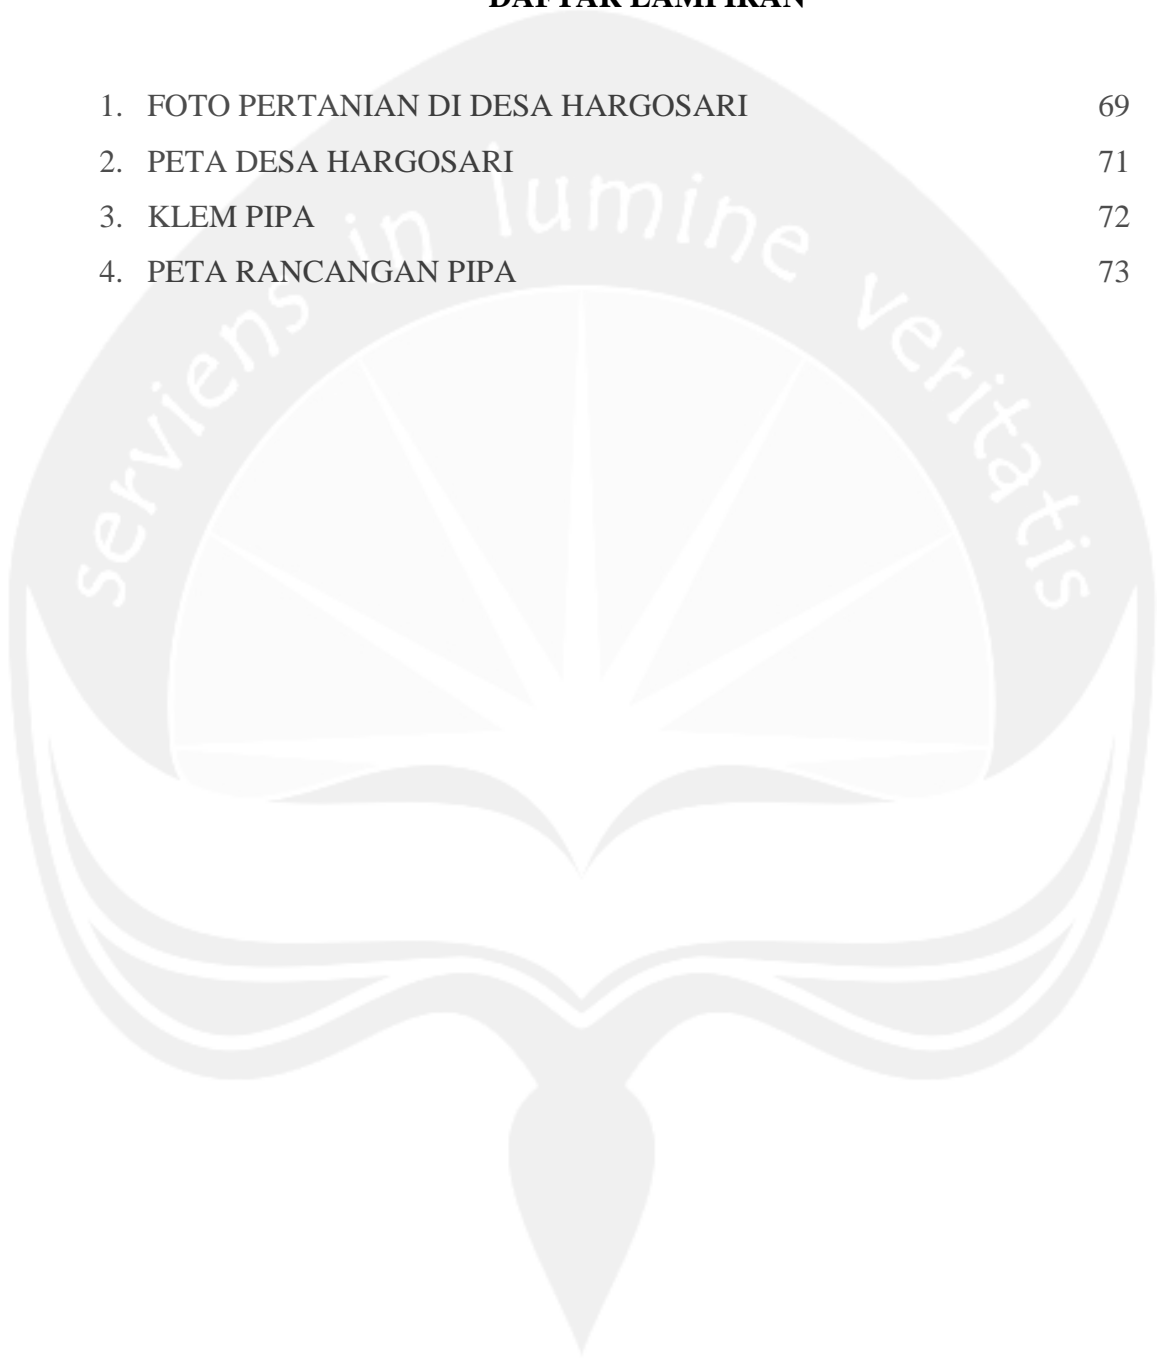 DAFTAR LAMPIRAN
1. FOTO PERTANIAN DI DESA HARGOSARI 69
2. PETA DESA HARGOSARI 71
3. KLEM PIPA 72
4. PETA RANCANGAN PIPA 73
serviens in lumine veritatis